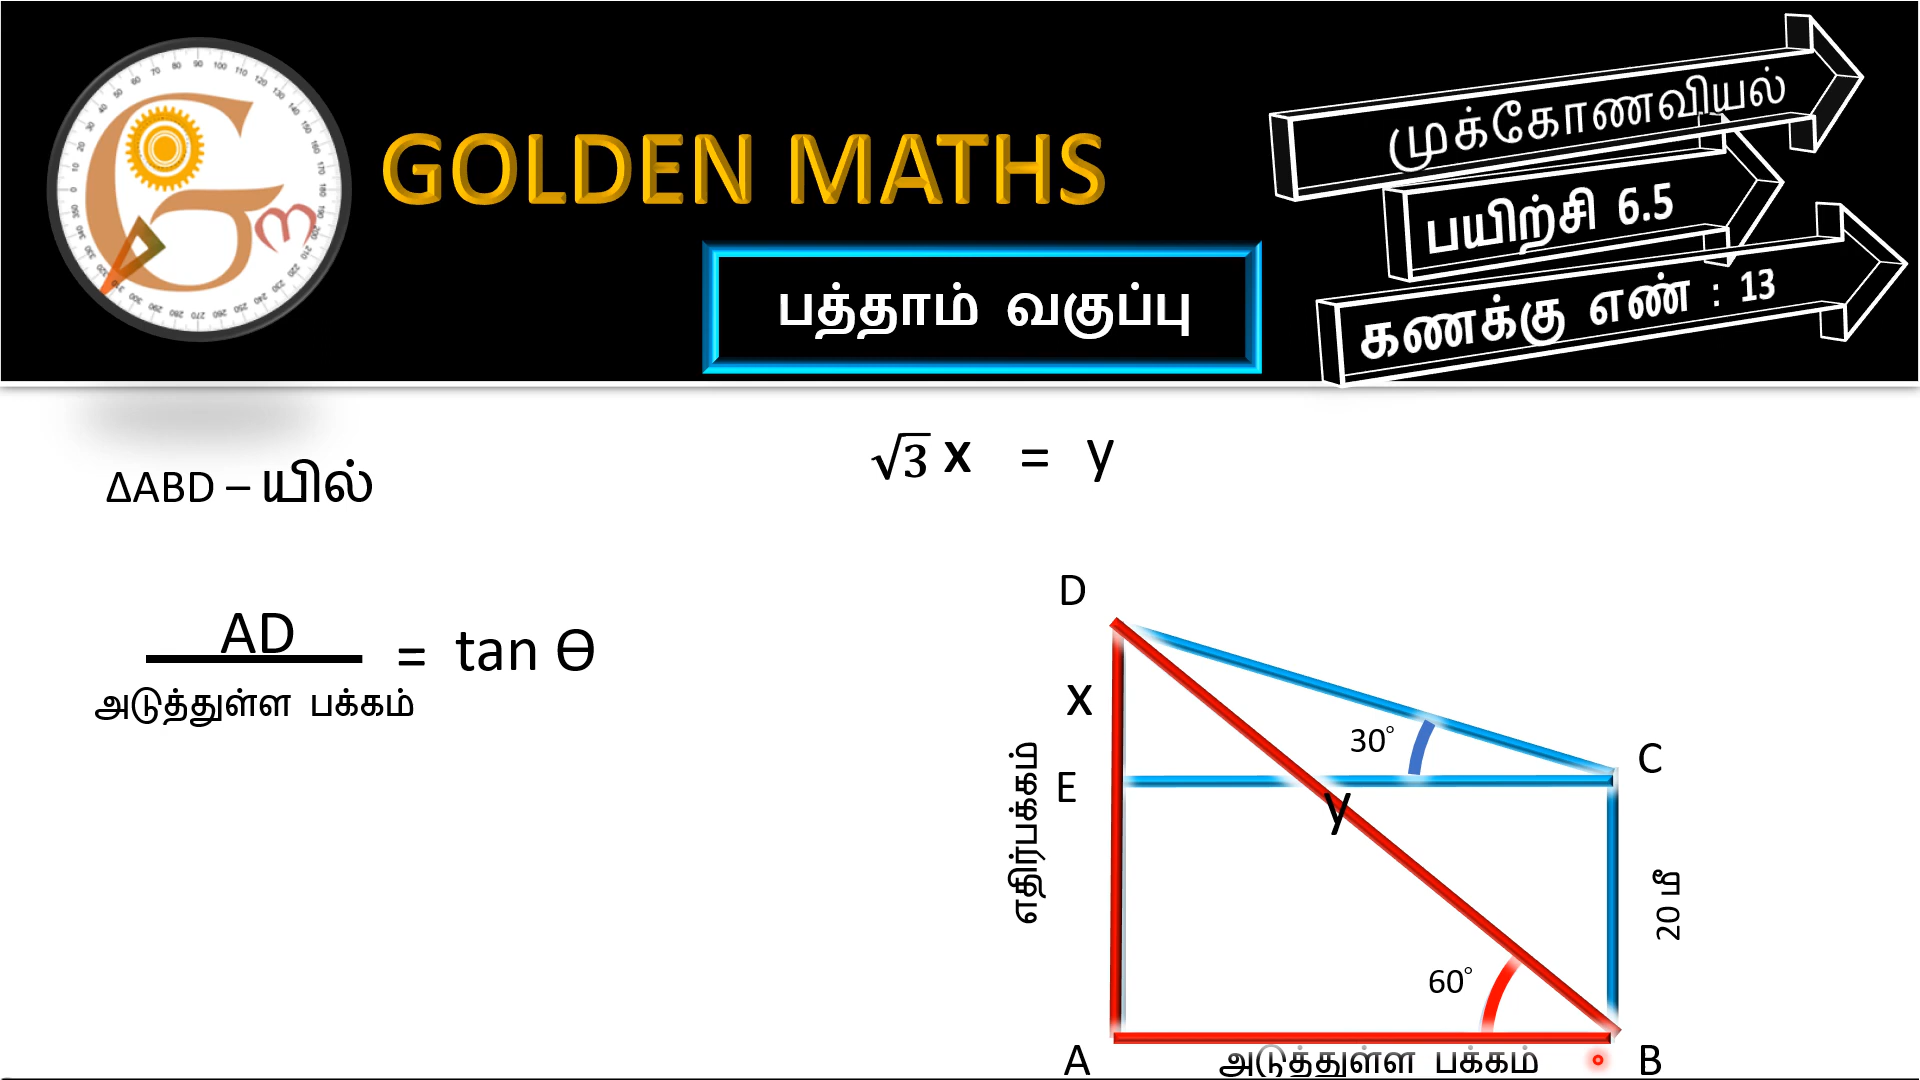 GOLDEN MATHS
பத்தாம் வகுப்பு
முக்கோணவியல்
பயிற்சி 6.5
கணக்கு எண் : 13
Gm
√3 x = y
ΔABD – யில்
AD
= tan Ɵ
அடுத்துள்ள பக்கம்
D
X
30°
C
E
எதிர்பக்கம்
y
20 மீ
60°
A
அடுத்துள்ள பக்கம்
B